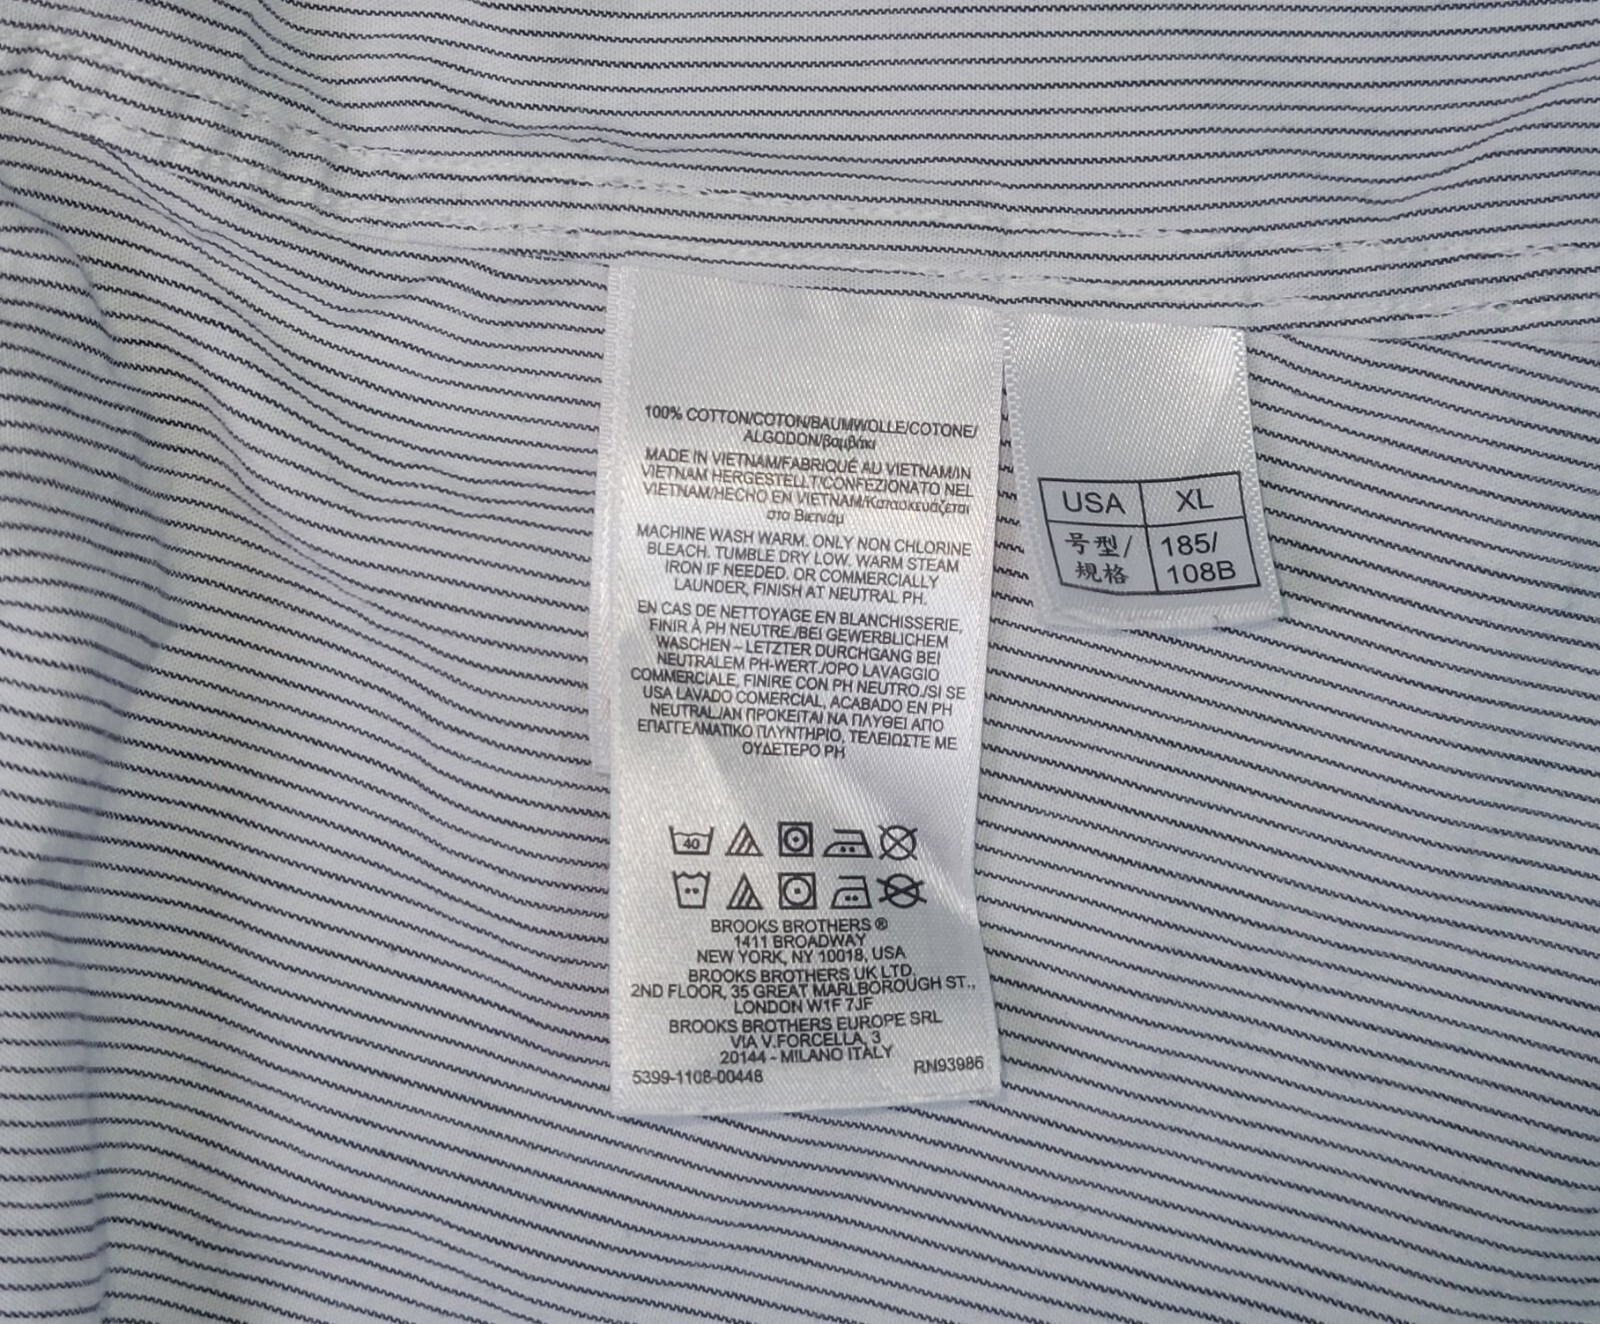 100% COTTON/COTON/BAUMWOLLE/COTONE/
ALGODON/βαμβάκι
MADE IN VIETNAM/FABRIQUÉ AU VIETNAM/IN
VIETNAM HERGESTELLT/CONFEZIONATO NEL
VIETNAM/HECHO EN VIETNAM/Κατασκευάζεται
στο Βιετνάμ
MACHINE WASH WARM. ONLY NON CHLORINE
BLEACH. TUMBLE DRY LOW. WARM STEAM
IRON IF NEEDED. OR COMMERCIALLY
LAUNDER, FINISH AT NEUTRAL PH.
EN CAS DE NETTOYAGE EN BLANCHISSERIE,
FINIR À PH NEUTRE./BEI GEWERBLICHEM
WASCHEN – LETZTER DURCHGANG BEI
NEUTRALEM PH-WERT./OPO LAVAGGIO
COMMERCIALE, FINIRE CON PH NEUTRO./SI SE
USA LAVADO COMERCIAL, ACABADO EN PH
NEUTRAL/ΑΝ ΠΡΟΚΕΙΤΑΙ ΝΑ ΠΛΥΘΕΙ ΑΠΟ
ΕΠΑΓΓΕΛΜΑΤΙΚΟ ΠΛΥΝΤΗΡΙΟ, ΤΕΛΕΙΩΣΤΕ ΜΕ
ΟΥΔΕΤΕΡΟ PH
40
BROOKS BROTHERS ®
1411 BROADWAY
NEW YORK, NY 10018, USA
BROOKS BROTHERS UK LTD,
2ND FLOOR, 35 GREAT MARLBOROUGH ST.,
LONDON W1F 7JF
BROOKS BROTHERS EUROPE SRL
VIA V.FORCELLA, 3
20144 - MILANO ITALY
5399-1108-00448 RN93986
USA XL
号型/ 185/
規格 108B